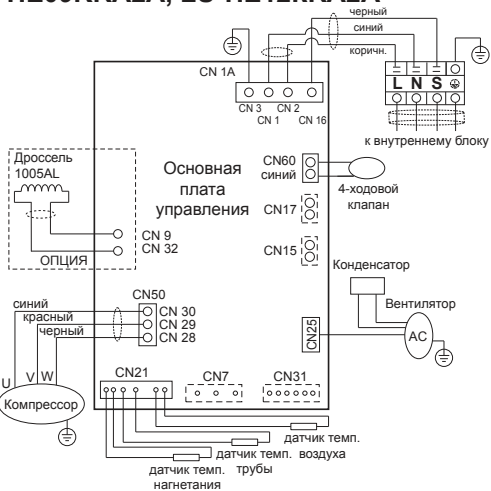 черный
синий
коричн.
CN 1A
CN 3
CN 2
CN 1
CN 16
L N S
к внутреннему блоку
Дроссель
1005AL
ОПЦИЯ
CN 9
CN 32
Основная
плата
управления
CN60
синий
4-ходовой
клапан
CN17
CN15
Конденсатор
Вентилятор
AC
CN25
CN50
CN 30
CN 29
CN 28
синий
красный
черный
U
V
W
Компрессор
CN21
CN7
CN31
датчик темп.
воздуха
датчик темп.
трубы
датчик темп.
нагнетания